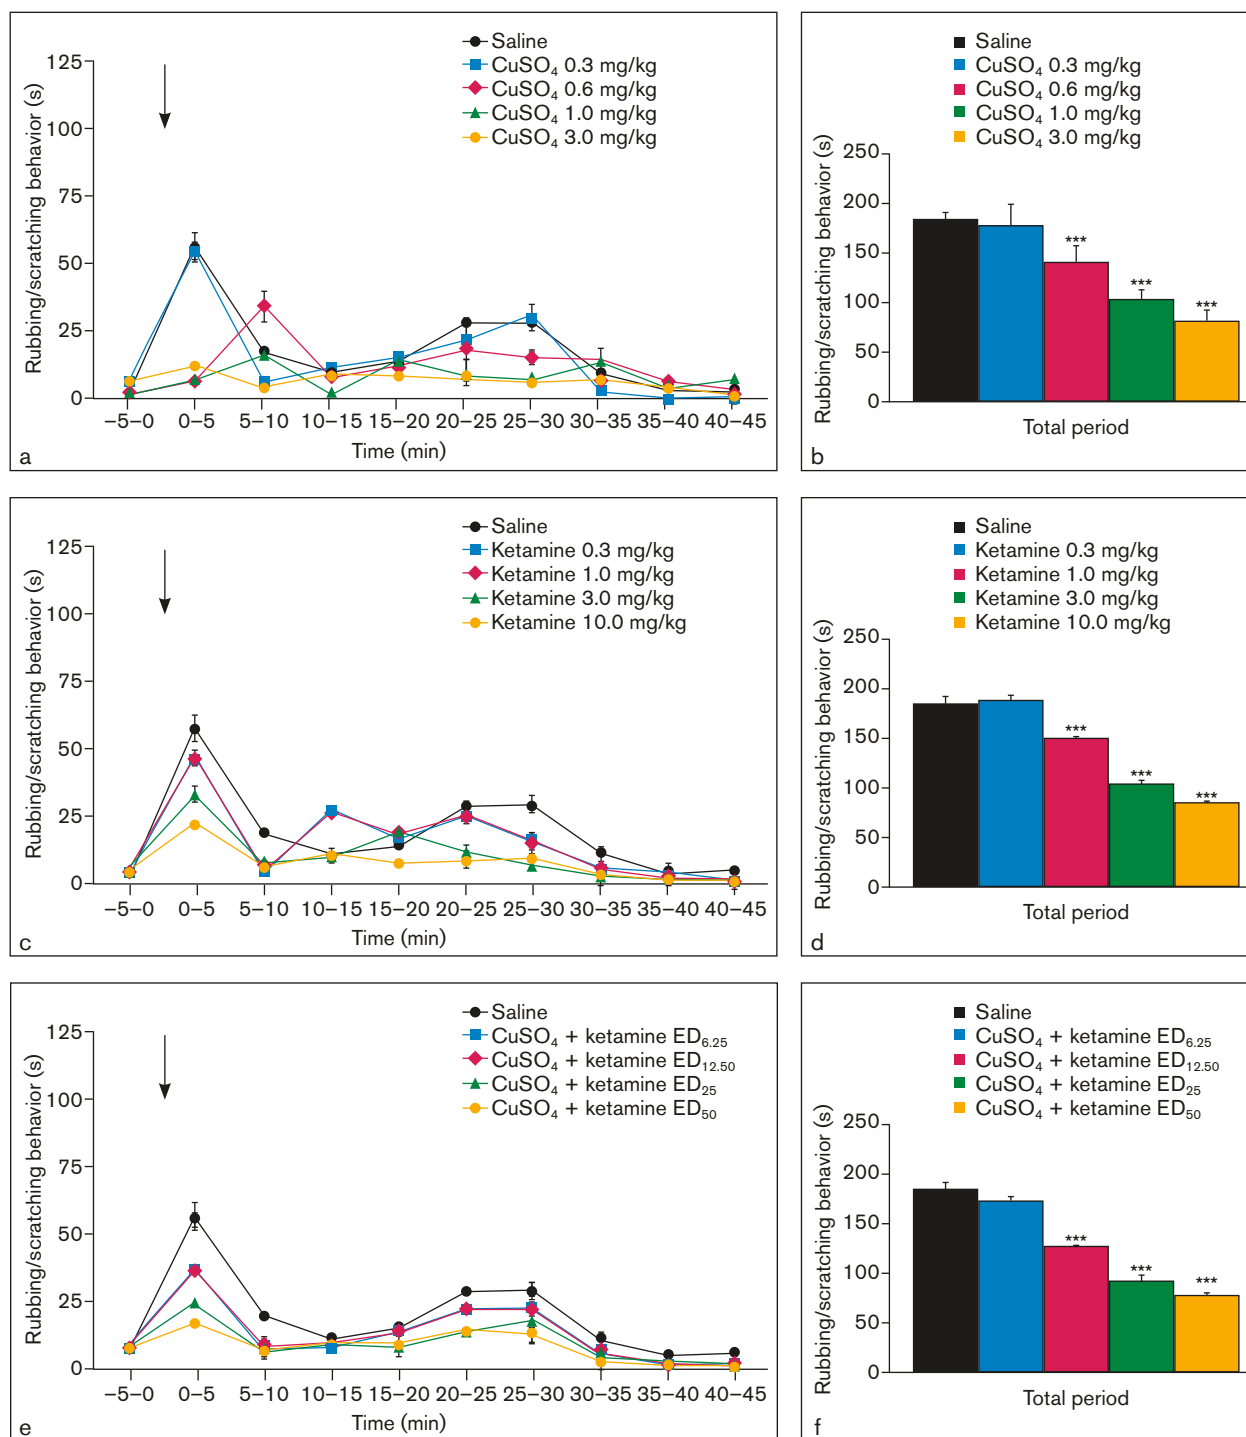 Saline
CuSO₄ 0.3 mg/kg
CuSO₄ 0.6 mg/kg
CuSO₄ 1.0 mg/kg
CuSO₄ 3.0 mg/kg
Rubbing/scratching behavior (s)
125
100
75
50
25
0
–5–0 0–5 5–10 10–15 15–20 20–25 25–30 30–35 35–40 40–45
Time (min)
a
Saline
CuSO₄ 0.3 mg/kg
CuSO₄ 0.6 mg/kg
CuSO₄ 1.0 mg/kg
CuSO₄ 3.0 mg/kg
Rubbing/scratching behavior (s)
250
200
150
100
50
0
***
***
***
Total period
b
Saline
Ketamine 0.3 mg/kg
Ketamine 1.0 mg/kg
Ketamine 3.0 mg/kg
Ketamine 10.0 mg/kg
Rubbing/scratching behavior (s)
125
100
75
50
25
0
–5–0 0–5 5–10 10–15 15–20 20–25 25–30 30–35 35–40 40–45
Time (min)
c
Saline
Ketamine 0.3 mg/kg
Ketamine 1.0 mg/kg
Ketamine 3.0 mg/kg
Ketamine 10.0 mg/kg
Rubbing/scratching behavior (s)
250
200
150
100
50
0
***
***
***
Total period
d
Saline
CuSO₄ + ketamine ED₆.₂₅
CuSO₄ + ketamine ED₁₂.₅₀
CuSO₄ + ketamine ED₂₅
CuSO₄ + ketamine ED₅₀
Rubbing/scratching behavior (s)
125
100
75
50
25
0
–5–0 0–5 5–10 10–15 15–20 20–25 25–30 30–35 35–40 40–45
Time (min)
e
Saline
CuSO₄ + ketamine ED₆.₂₅
CuSO₄ + ketamine ED₁₂.₅₀
CuSO₄ + ketamine ED₂₅
CuSO₄ + ketamine ED₅₀
Rubbing/scratching behavior (s)
250
200
150
100
50
0
***
***
***
Total period
f